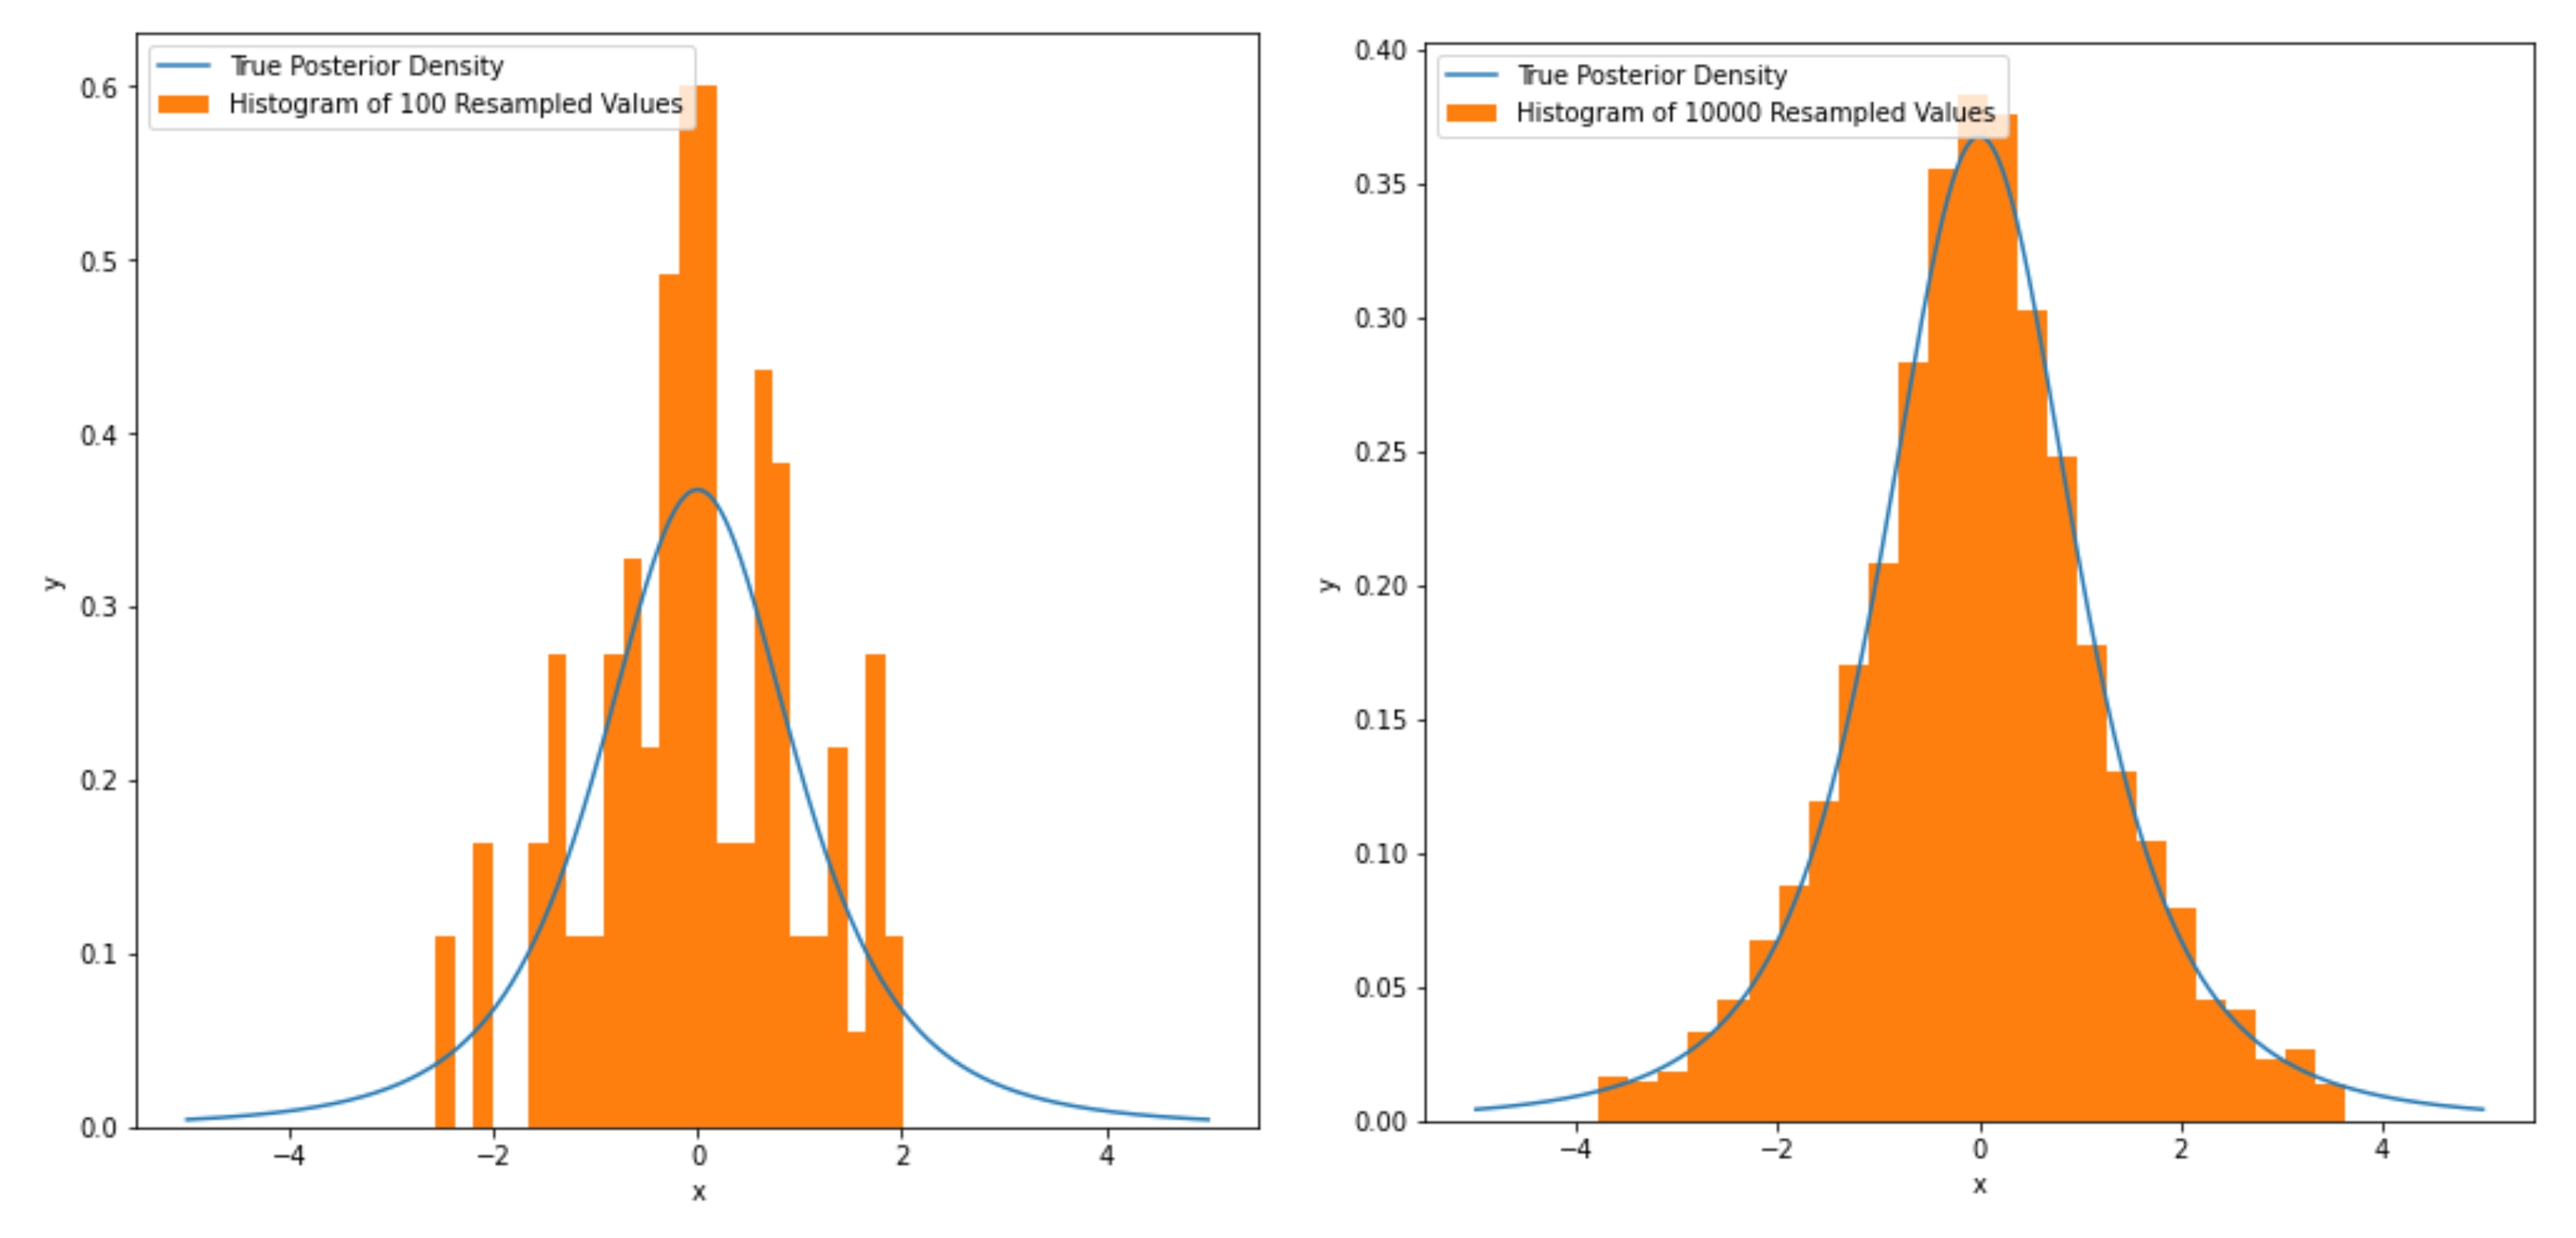 True Posterior Density
Histogram of 100 Resampled Values
0.6
0.5
0.4
0.3
0.2
0.1
0.0
y
−4 −2 0 2 4
x
True Posterior Density
Histogram of 10000 Resampled Values
0.40
0.35
0.30
0.25
0.20
0.15
0.10
0.05
0.00
y
−4 −2 0 2 4
x